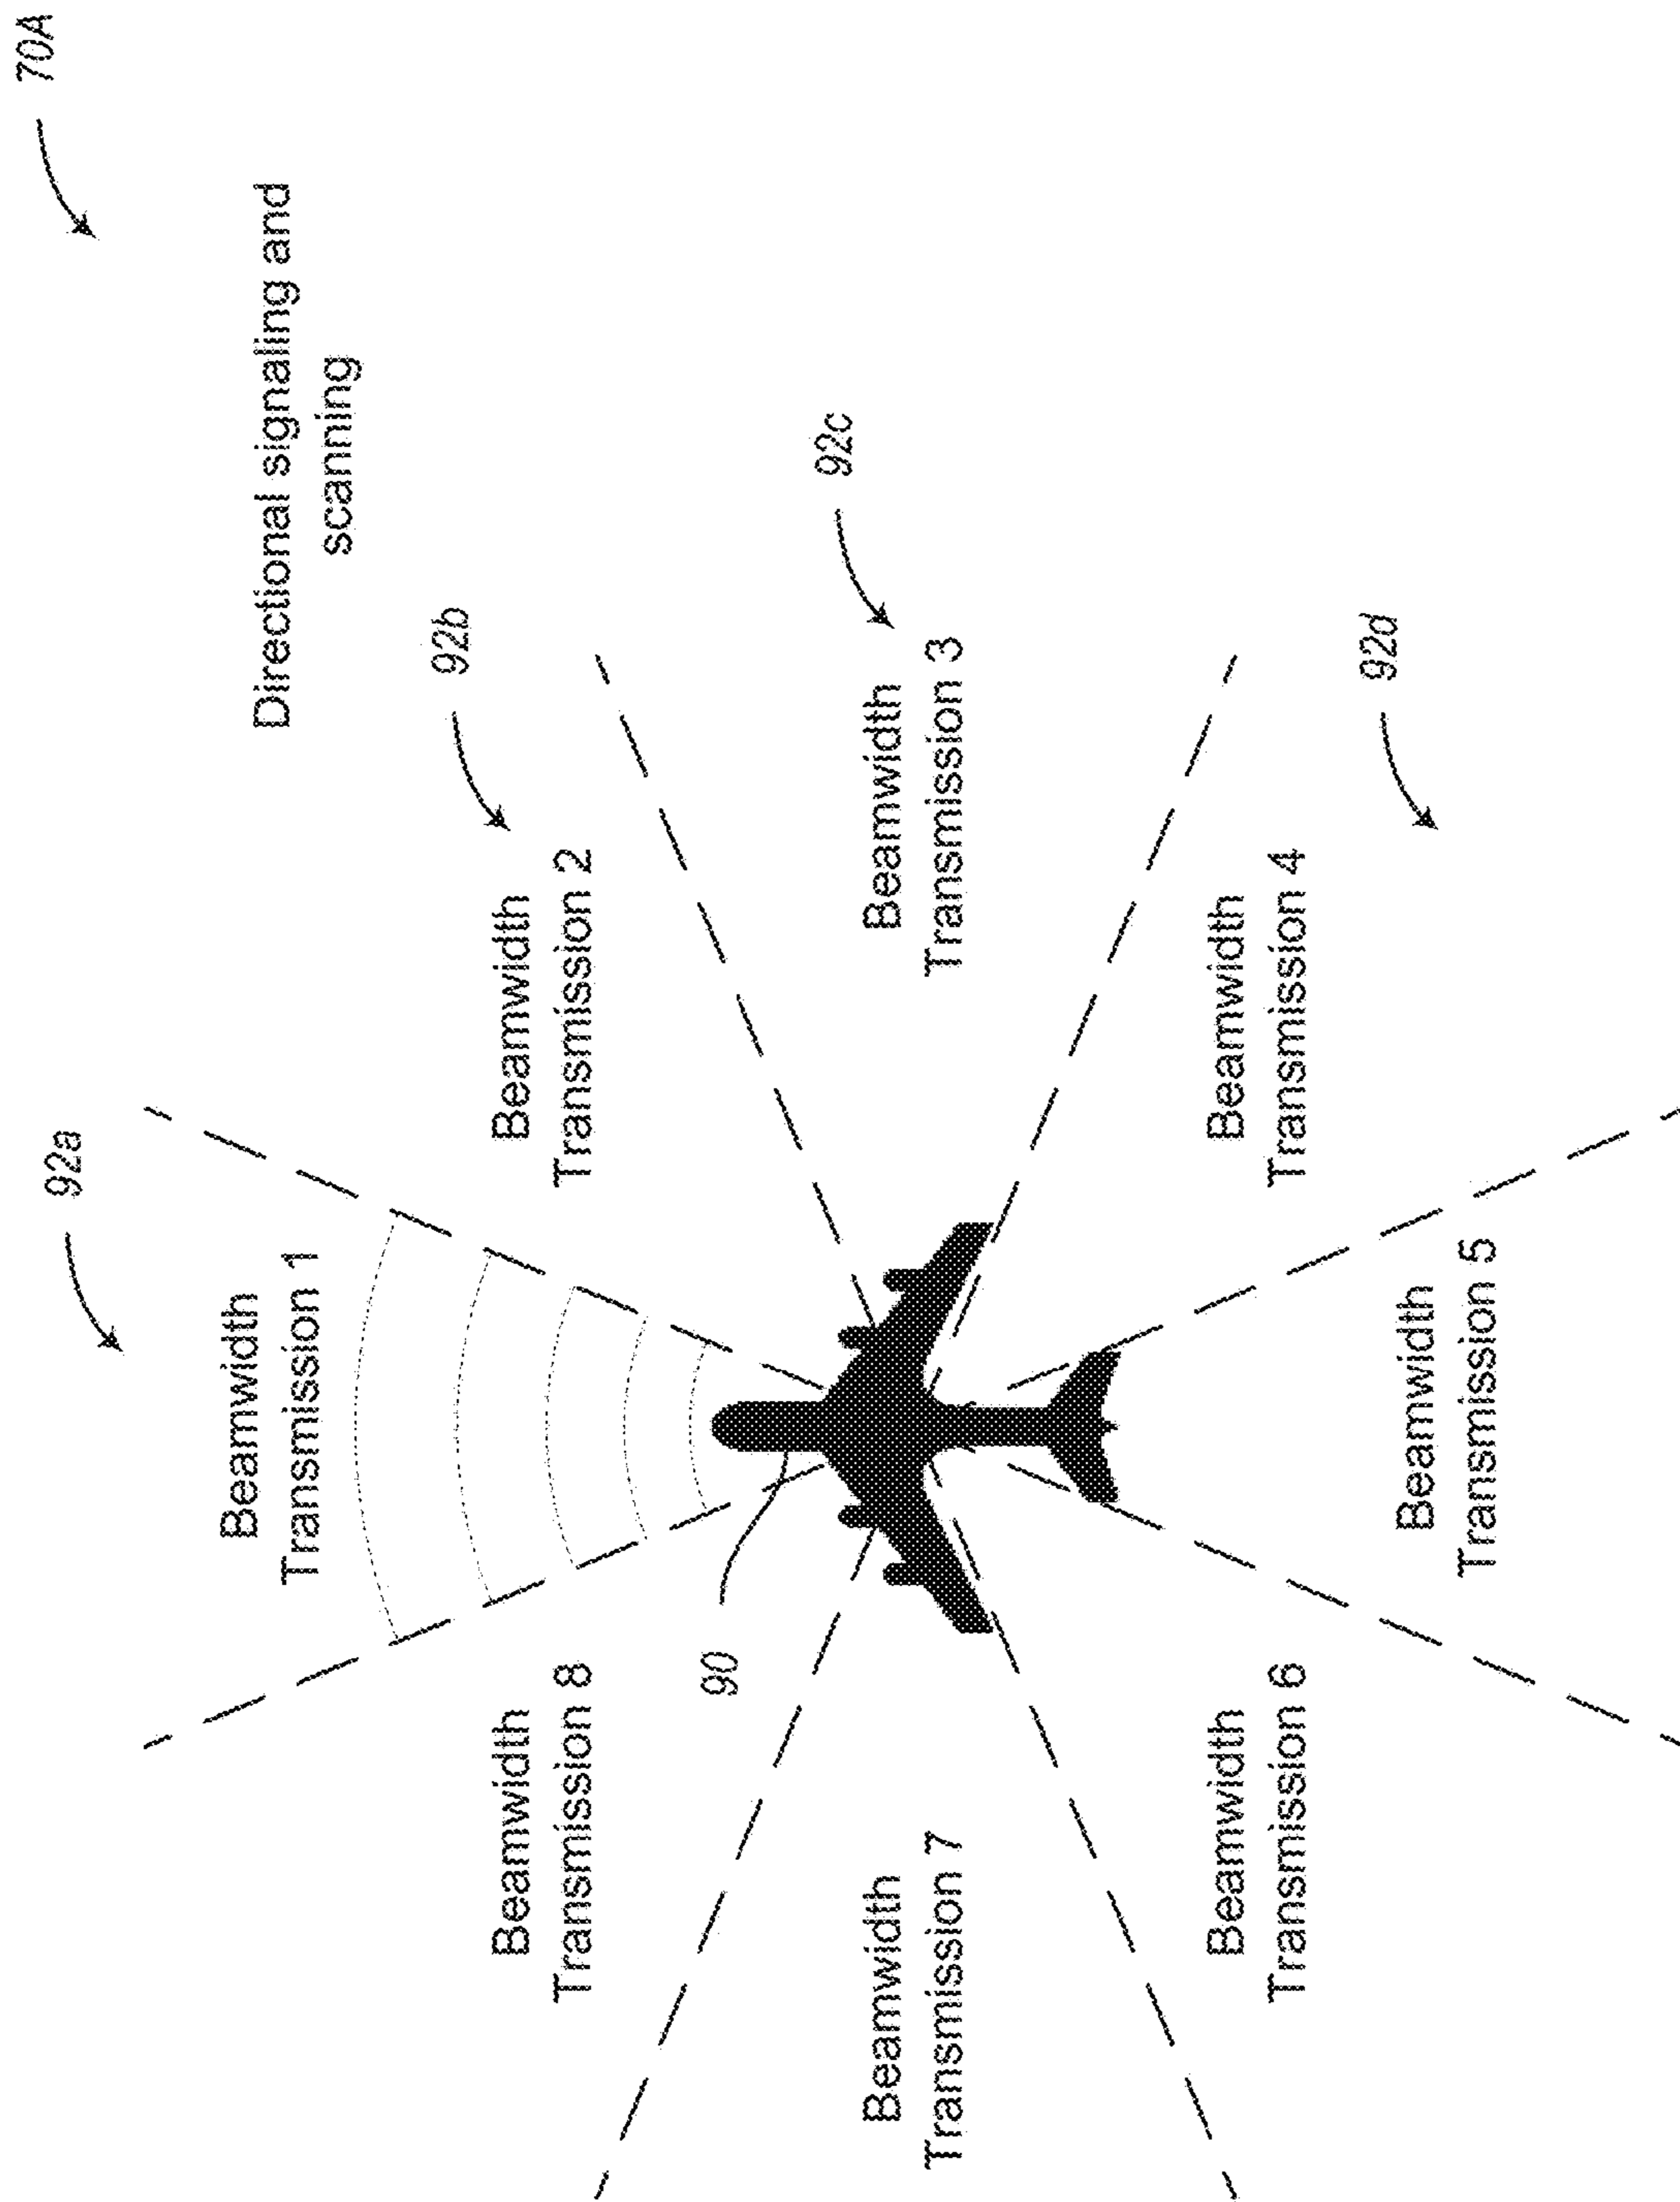 70A
Directional signaling and
scanning
92a
Beamwidth
Transmission 1
92b
Beamwidth
Transmission 2
92c
Beamwidth
Transmission 3
92d
Beamwidth
Transmission 4
Beamwidth
Transmission 5
Beamwidth
Transmission 6
Beamwidth
Transmission 7
Beamwidth
Transmission 8
90